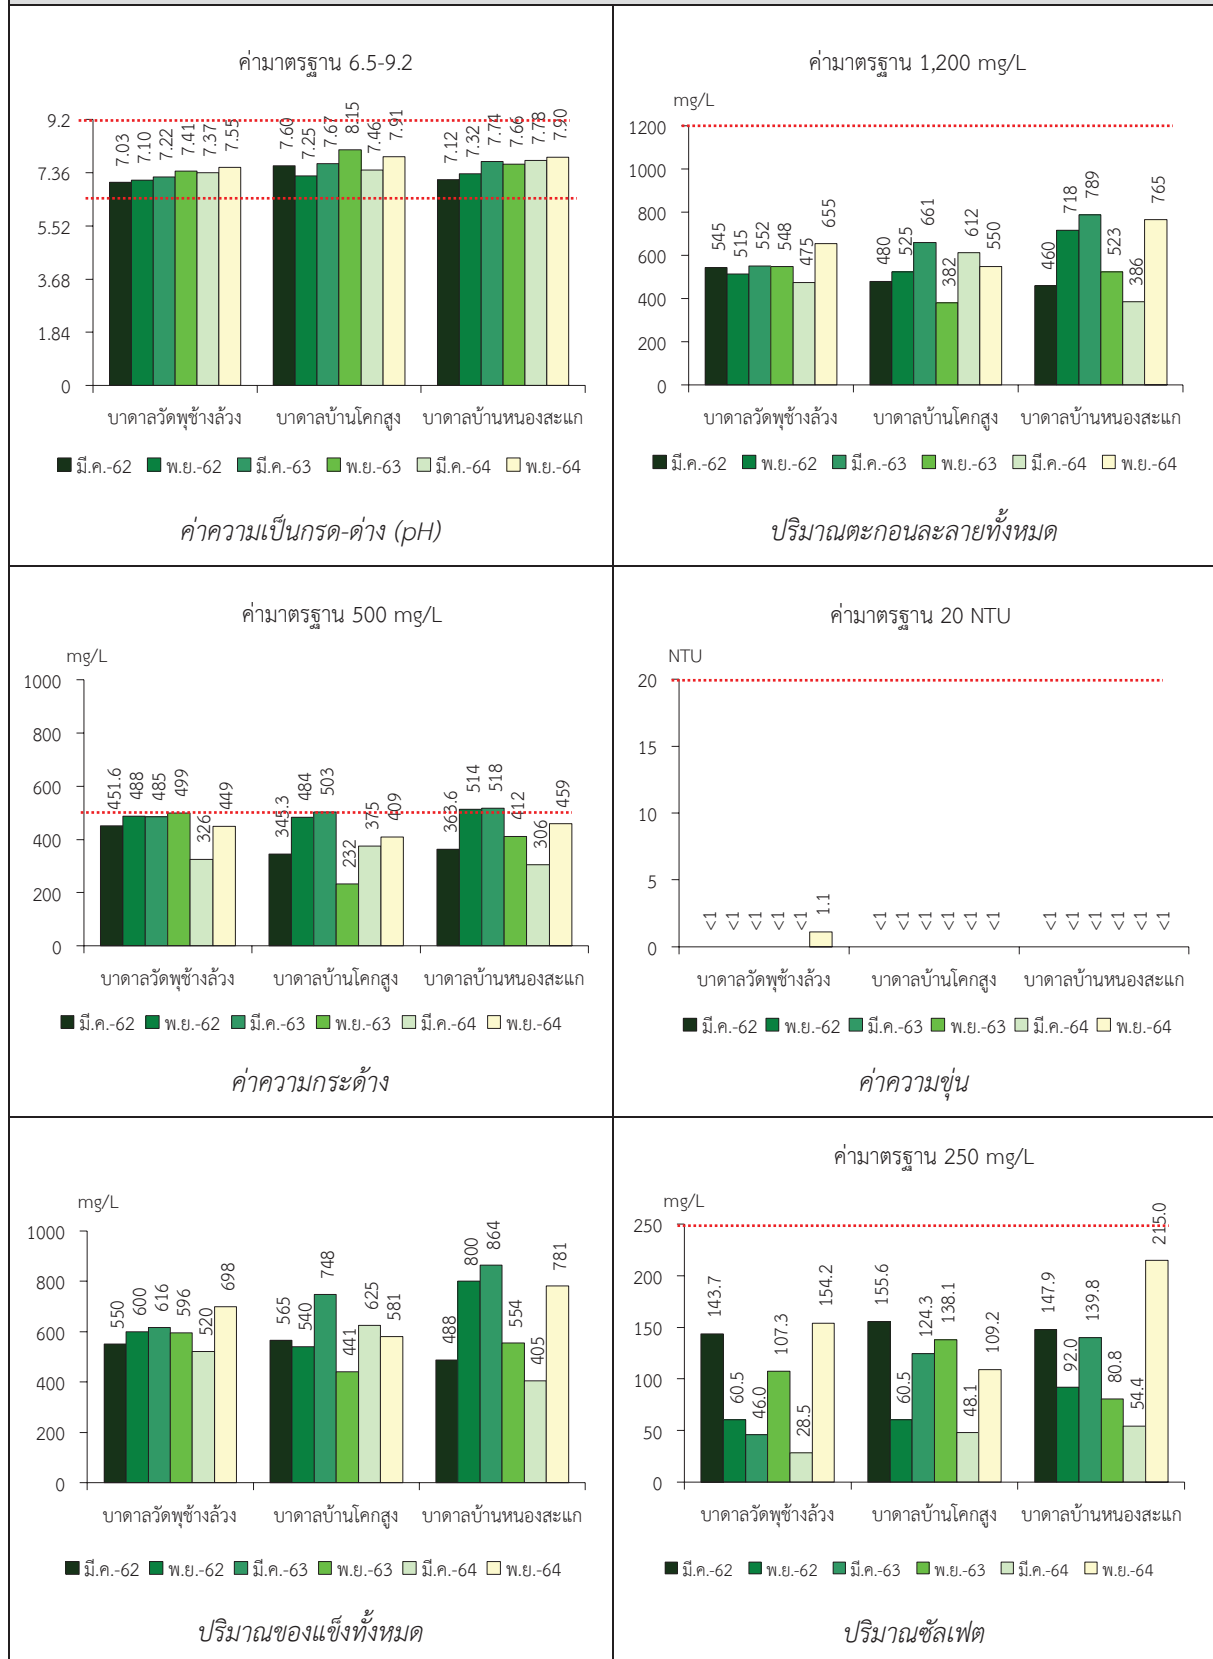 ค่ามาตรฐาน 6.5-9.2
9.2
7.36
5.52
3.68
1.84
0
7.03 7.10 7.22 7.41 7.37 7.55
7.60 7.25 7.67 8.15 7.46 7.91
7.12 7.32 7.74 7.66 7.78 7.90
บาดาลวัดพุช้างล้วง บาดาลบ้านโคกสูง บาดาลบ้านหนองสะแก
มี.ค.-62 พ.ย.-62 มี.ค.-63 พ.ย.-63 มี.ค.-64 พ.ย.-64
ค่าความเป็นกรด-ด่าง (pH)
ค่ามาตรฐาน 1,200 mg/L
mg/L
1200
1000
800
600
400
200
0
545 515 552 548 475 655
480 525 661 382 612 550
460 718 789 523 386 765
บาดาลวัดพุช้างล้วง บาดาลบ้านโคกสูง บาดาลบ้านหนองสะแก
มี.ค.-62 พ.ย.-62 มี.ค.-63 พ.ย.-63 มี.ค.-64 พ.ย.-64
ปริมาณตะกอนละลายทั้งหมด
ค่ามาตรฐาน 500 mg/L
mg/L
1000
800
600
400
200
0
451.6 488 485 499 326 449
345.3 484 503 232 375 409
363.6 514 518 412 306 459
บาดาลวัดพุช้างล้วง บาดาลบ้านโคกสูง บาดาลบ้านหนองสะแก
มี.ค.-62 พ.ย.-62 มี.ค.-63 พ.ย.-63 มี.ค.-64 พ.ย.-64
ค่าความกระด้าง
ค่ามาตรฐาน 20 NTU
NTU
20
15
10
5
0
<1 <1 <1 <1 <1 1.1
<1 <1 <1 <1 <1 <1
<1 <1 <1 <1 <1 <1
บาดาลวัดพุช้างล้วง บาดาลบ้านโคกสูง บาดาลบ้านหนองสะแก
มี.ค.-62 พ.ย.-62 มี.ค.-63 พ.ย.-63 มี.ค.-64 พ.ย.-64
ค่าความขุ่น
mg/L
1000
800
600
400
200
0
550 600 616 596 520 698
565 540 748 441 625 581
488 800 864 554 405 781
บาดาลวัดพุช้างล้วง บาดาลบ้านโคกสูง บาดาลบ้านหนองสะแก
มี.ค.-62 พ.ย.-62 มี.ค.-63 พ.ย.-63 มี.ค.-64 พ.ย.-64
ปริมาณของแข็งทั้งหมด
ค่ามาตรฐาน 250 mg/L
mg/L
250
200
150
100
50
0
143.7 60.5 46.0 107.3 28.5 154.2
155.6 60.5 124.3 138.1 48.1 109.2
147.9 92.0 139.8 80.8 54.4 215.0
บาดาลวัดพุช้างล้วง บาดาลบ้านโคกสูง บาดาลบ้านหนองสะแก
มี.ค.-62 พ.ย.-62 มี.ค.-63 พ.ย.-63 มี.ค.-64 พ.ย.-64
ปริมาณซัลเฟต